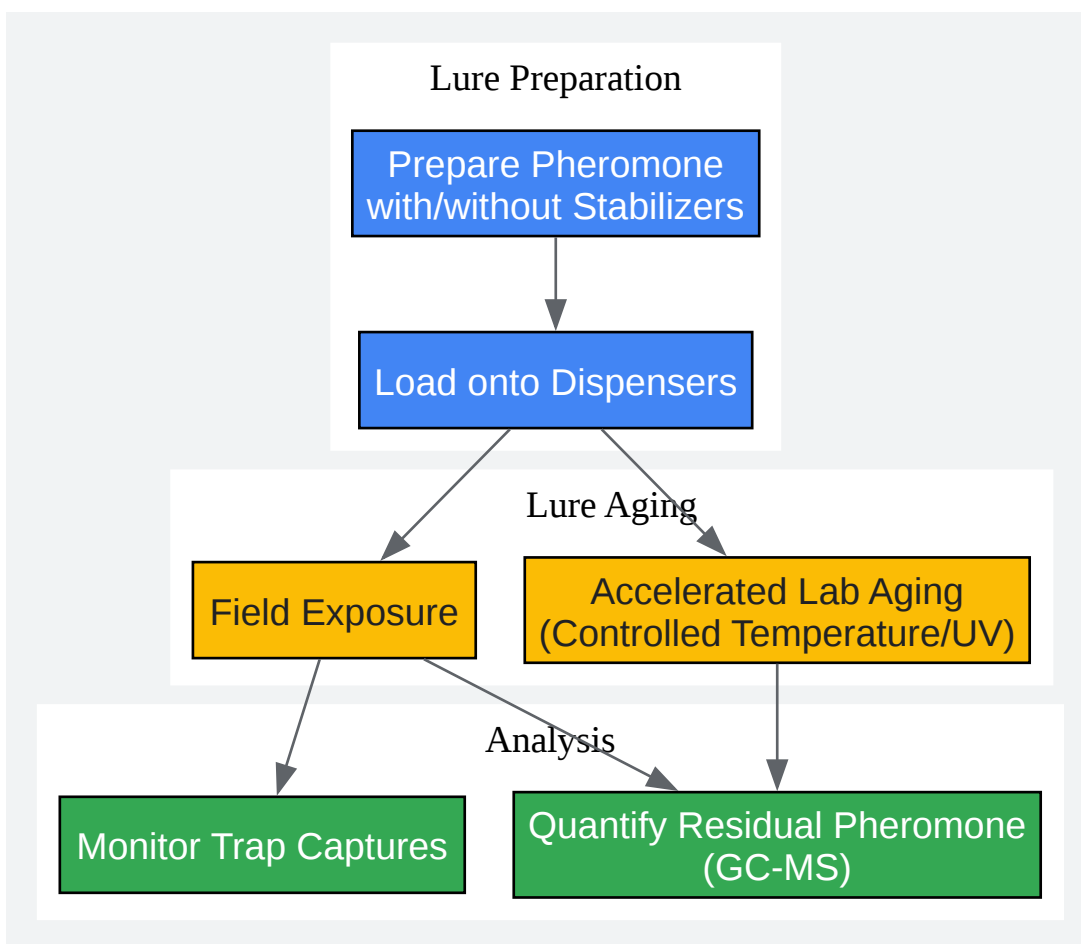 Lure Preparation
Prepare Pheromone
with/without Stabilizers
Load onto Dispensers
Lure Aging
Field Exposure
Accelerated Lab Aging
(Controlled Temperature/UV)
Analysis
Monitor Trap Captures
Quantify Residual Pheromone
(GC-MS)